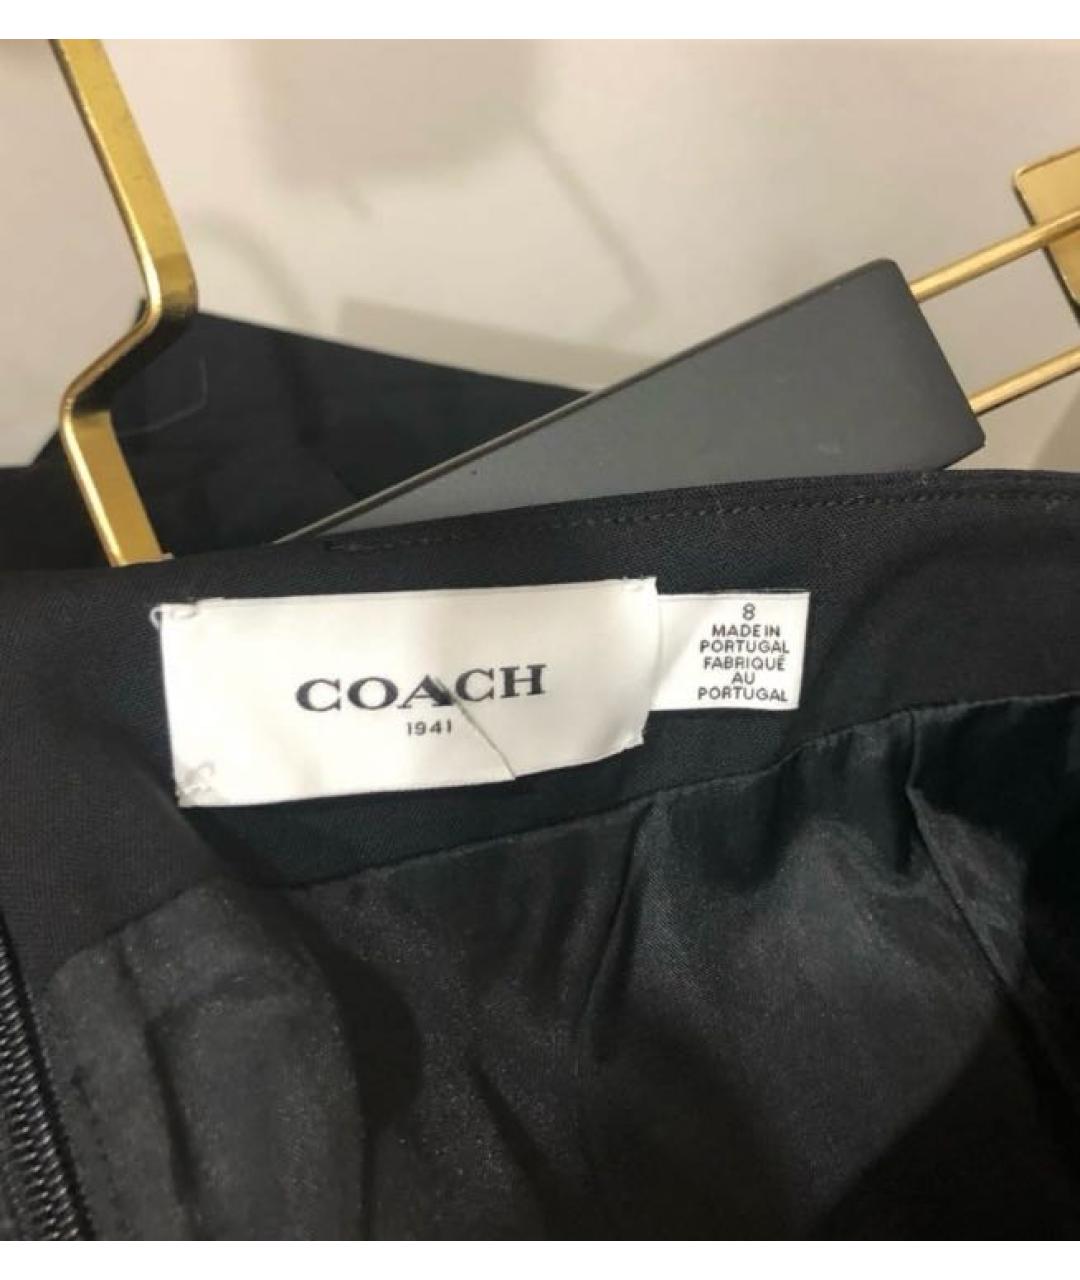 COACH
1941
8
MADE IN
PORTUGAL
FABRIQUÉ
AU
PORTUGAL